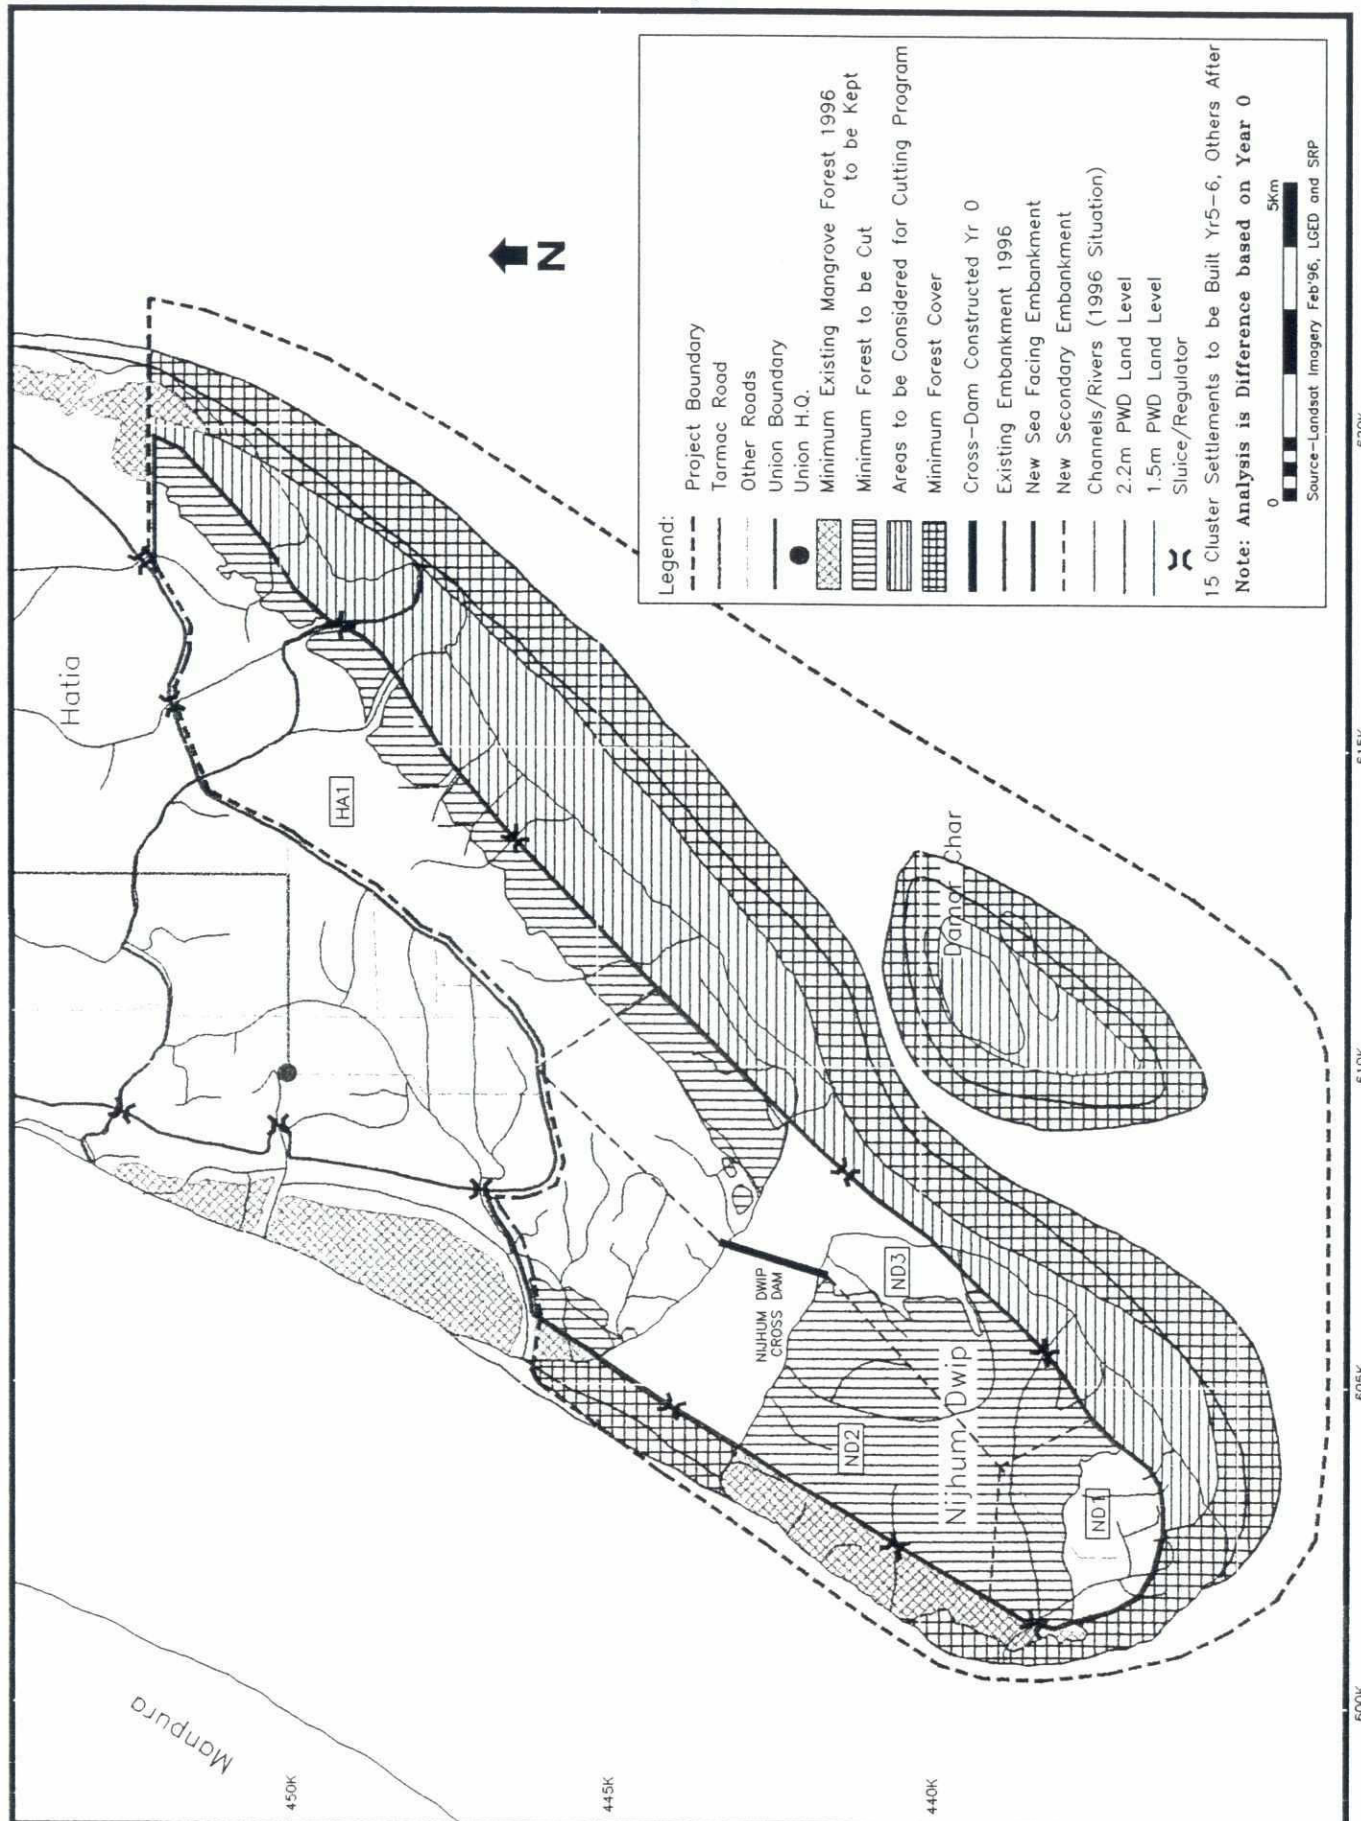 Legend:
Project Boundary
Tarmac Road
Other Roads
Union Boundary
Union H.Q.
Minimum Existing Mangrove Forest 1996
to be Kept
Minimum Forest to be Cut
Areas to be Considered for Cutting Program
Minimum Forest Cover
Cross-Dam Constructed Yr 0
Existing Embankment 1996
New Sea Facing Embankment
New Secondary Embankment
Channels/Rivers (1996 Situation)
2.2m PWD Land Level
1.5m PWD Land Level
Sluice/Regulator
15 Cluster Settlements to be Built Yr5-6, Others After
Note: Analysis is Difference based on Year 0
0 5Km
Source-Landsat Imagery Feb'96, LGED and SRP
N
Hatia
HA1
Damar Char
NIJHUM DWIP
CROSS DAM
ND3
ND2
Nijhum Dwip
ND1
Manpura
450K
445K
440K
600K
605K
610K
615K
620K